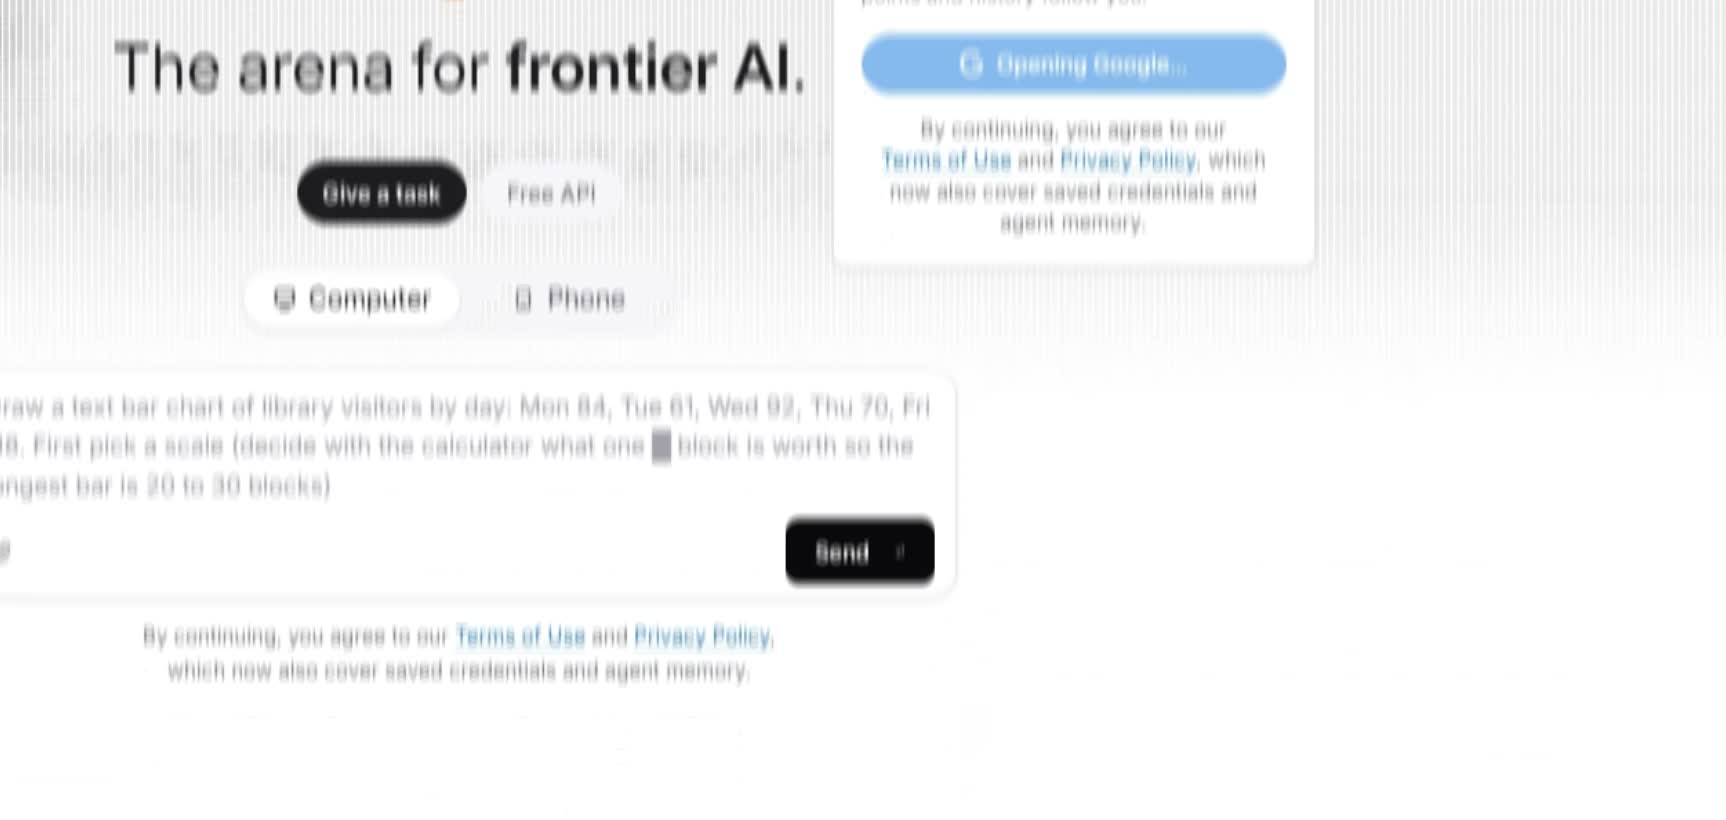 The arena for frontier AI.
Opening Google...
By continuing, you agree to our
Terms of Use and Privacy Policy, which
now also cover saved credentials and
agent memory.
Give a task
Free API
Computer
Phone
raw a text bar chart of library visitors by day: Mon 84, Tue 61, Wed 92, Thu 70, Fri
8. First pick a scale (decide with the calculator what one █ block is worth so the
ongest bar is 20 to 30 blocks)
Send
By continuing, you agree to our Terms of Use and Privacy Policy,
which now also cover saved credentials and agent memory.